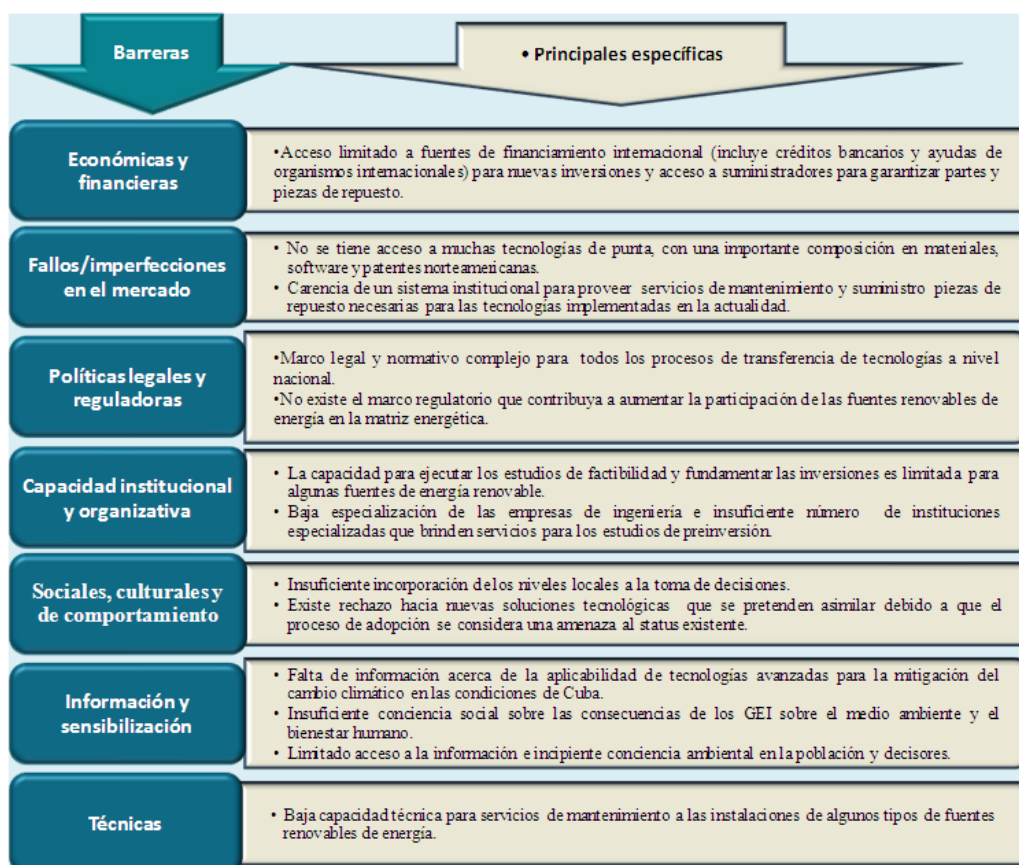 Barreras
• Principales específicas
Económicas y
financieras
•Acceso limitado a fuentes de financiamiento internacional (incluye créditos bancarios y ayudas de
organismos internacionales) para nuevas inversiones y acceso a suministradores para garantizar partes y
piezas de repuesto.
Fallos/imperfecciones
en el mercado
• No se tiene acceso a muchas tecnologías de punta, con una importante composición en materiales,
software y patentes norteamericanas.
• Carencia de un sistema institucional para proveer servicios de mantenimiento y suministro piezas de
repuesto necesarias para las tecnologías implementadas en la actualidad.
Políticas legales y
reguladoras
•Marco legal y normativo complejo para todos los procesos de transferencia de tecnologías a nivel
nacional.
•No existe el marco regulatorio que contribuya a aumentar la participación de las fuentes renovables de
energía en la matriz energética.
Capacidad institucional
y organizativa
• La capacidad para ejecutar los estudios de factibilidad y fundamentar las inversiones es limitada para
algunas fuentes de energía renovable.
• Baja especialización de las empresas de ingeniería e insuficiente número de instituciones
especializadas que brinden servicios para los estudios de preinversión.
Sociales, culturales y
de comportamiento
• Insuficiente incorporación de los niveles locales a la toma de decisiones.
• Existe rechazo hacia nuevas soluciones tecnológicas que se pretenden asimilar debido a que el
proceso de adopción se considera una amenaza al status existente.
Información y
sensibilización
• Falta de información acerca de la aplicabilidad de tecnologías avanzadas para la mitigación del
cambio climático en las condiciones de Cuba.
• Insuficiente conciencia social sobre las consecuencias de los GEI sobre el medio ambiente y el
bienestar humano.
• Limitado acceso a la información e incipiente conciencia ambiental en la población y decisores.
Técnicas
• Baja capacidad técnica para servicios de mantenimiento a las instalaciones de algunos tipos de fuentes
renovables de energía.